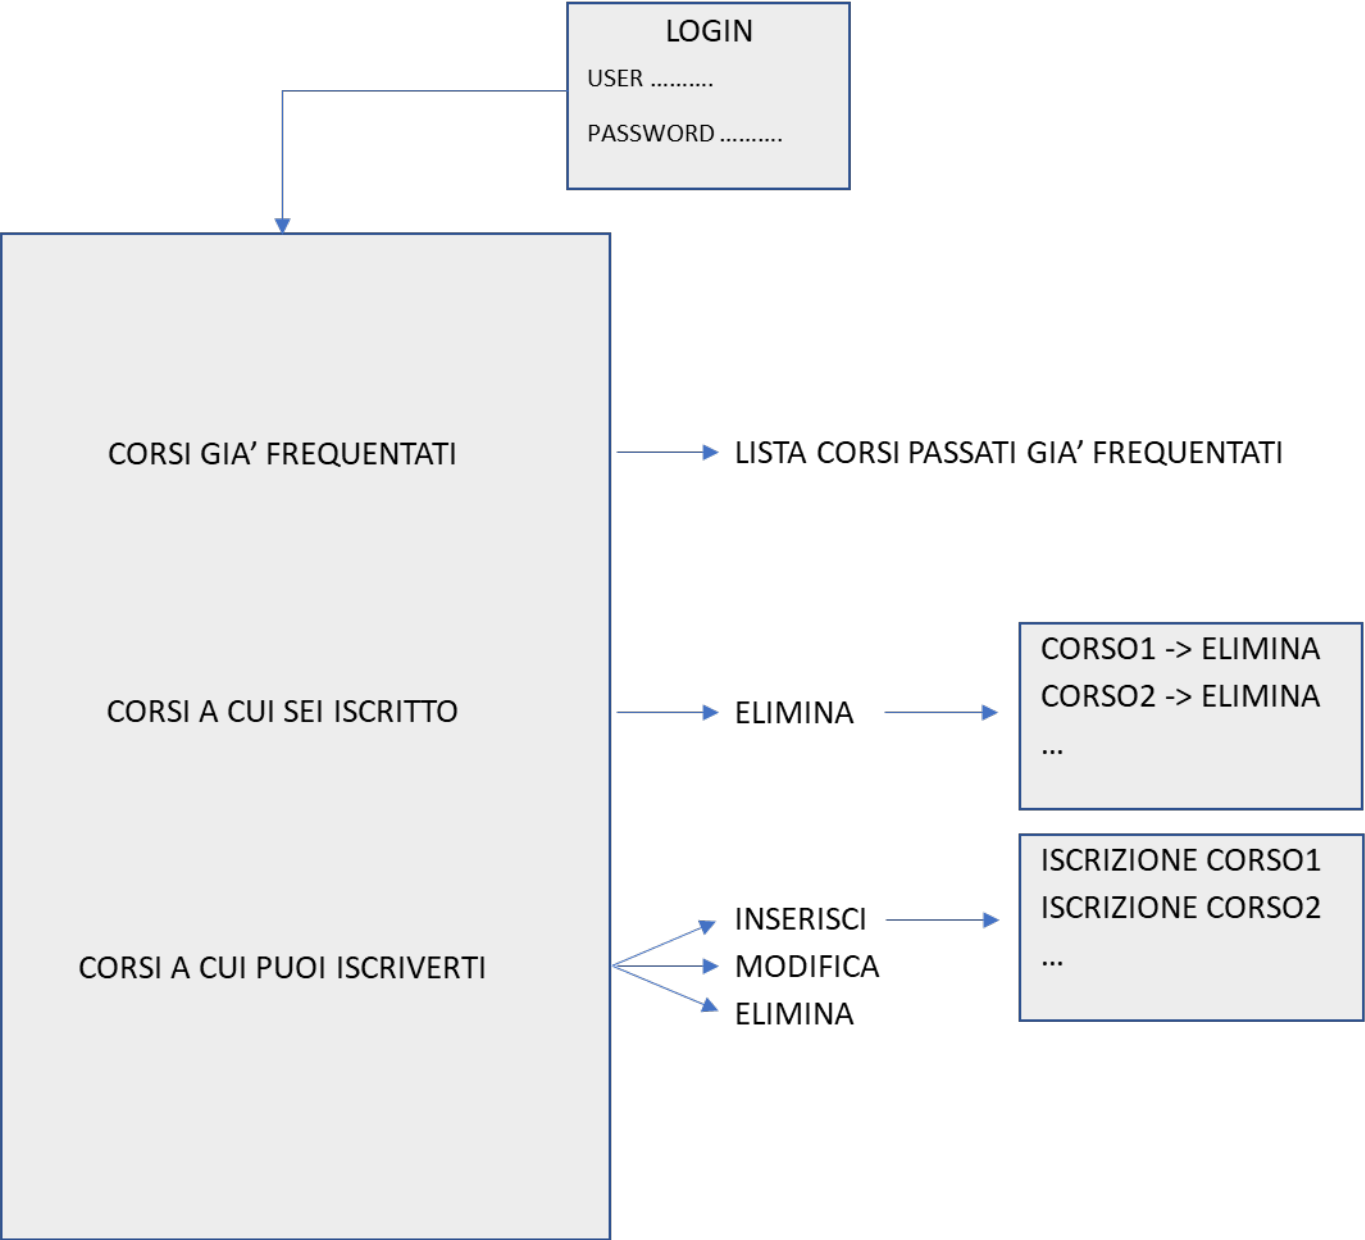 LOGIN
USER ..........
PASSWORD ..........
CORSI GIA’ FREQUENTATI
LISTA CORSI PASSATI GIA’ FREQUENTATI
CORSI A CUI SEI ISCRITTO
ELIMINA
CORSO1 -> ELIMINA
CORSO2 -> ELIMINA
...
CORSI A CUI PUOI ISCRIVERTI
INSERISCI
MODIFICA
ELIMINA
ISCRIZIONE CORSO1
ISCRIZIONE CORSO2
...